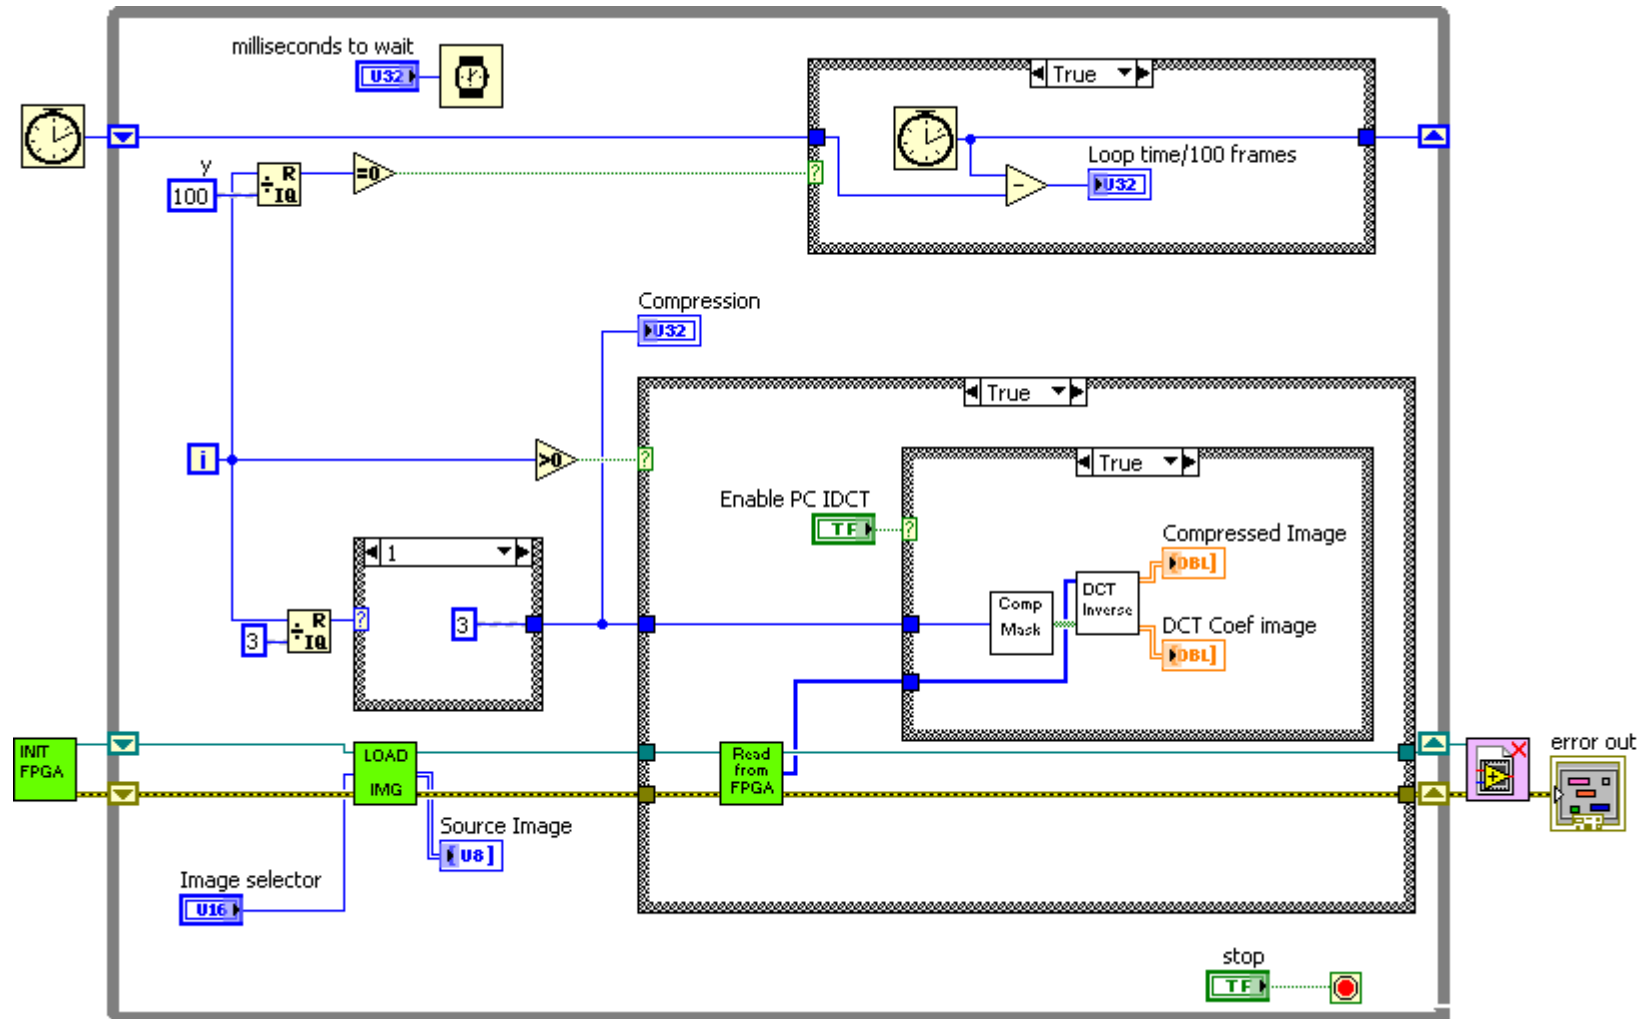 milliseconds to wait
U32
True
y
100
R
IQ
=0
?
Loop time/100 frames
U32
-
Compression
U32
True
i
>0
?
True
Enable PC IDCT
TF
?
Compressed Image
DBL]
1
?
3
3
R
IQ
Comp
Mask
DCT
Inverse
DCT Coef image
DBL]
INIT
FPGA
LOAD
IMG
Read
from
FPGA
error out
Source Image
[U8]
Image selector
U16
stop
TF